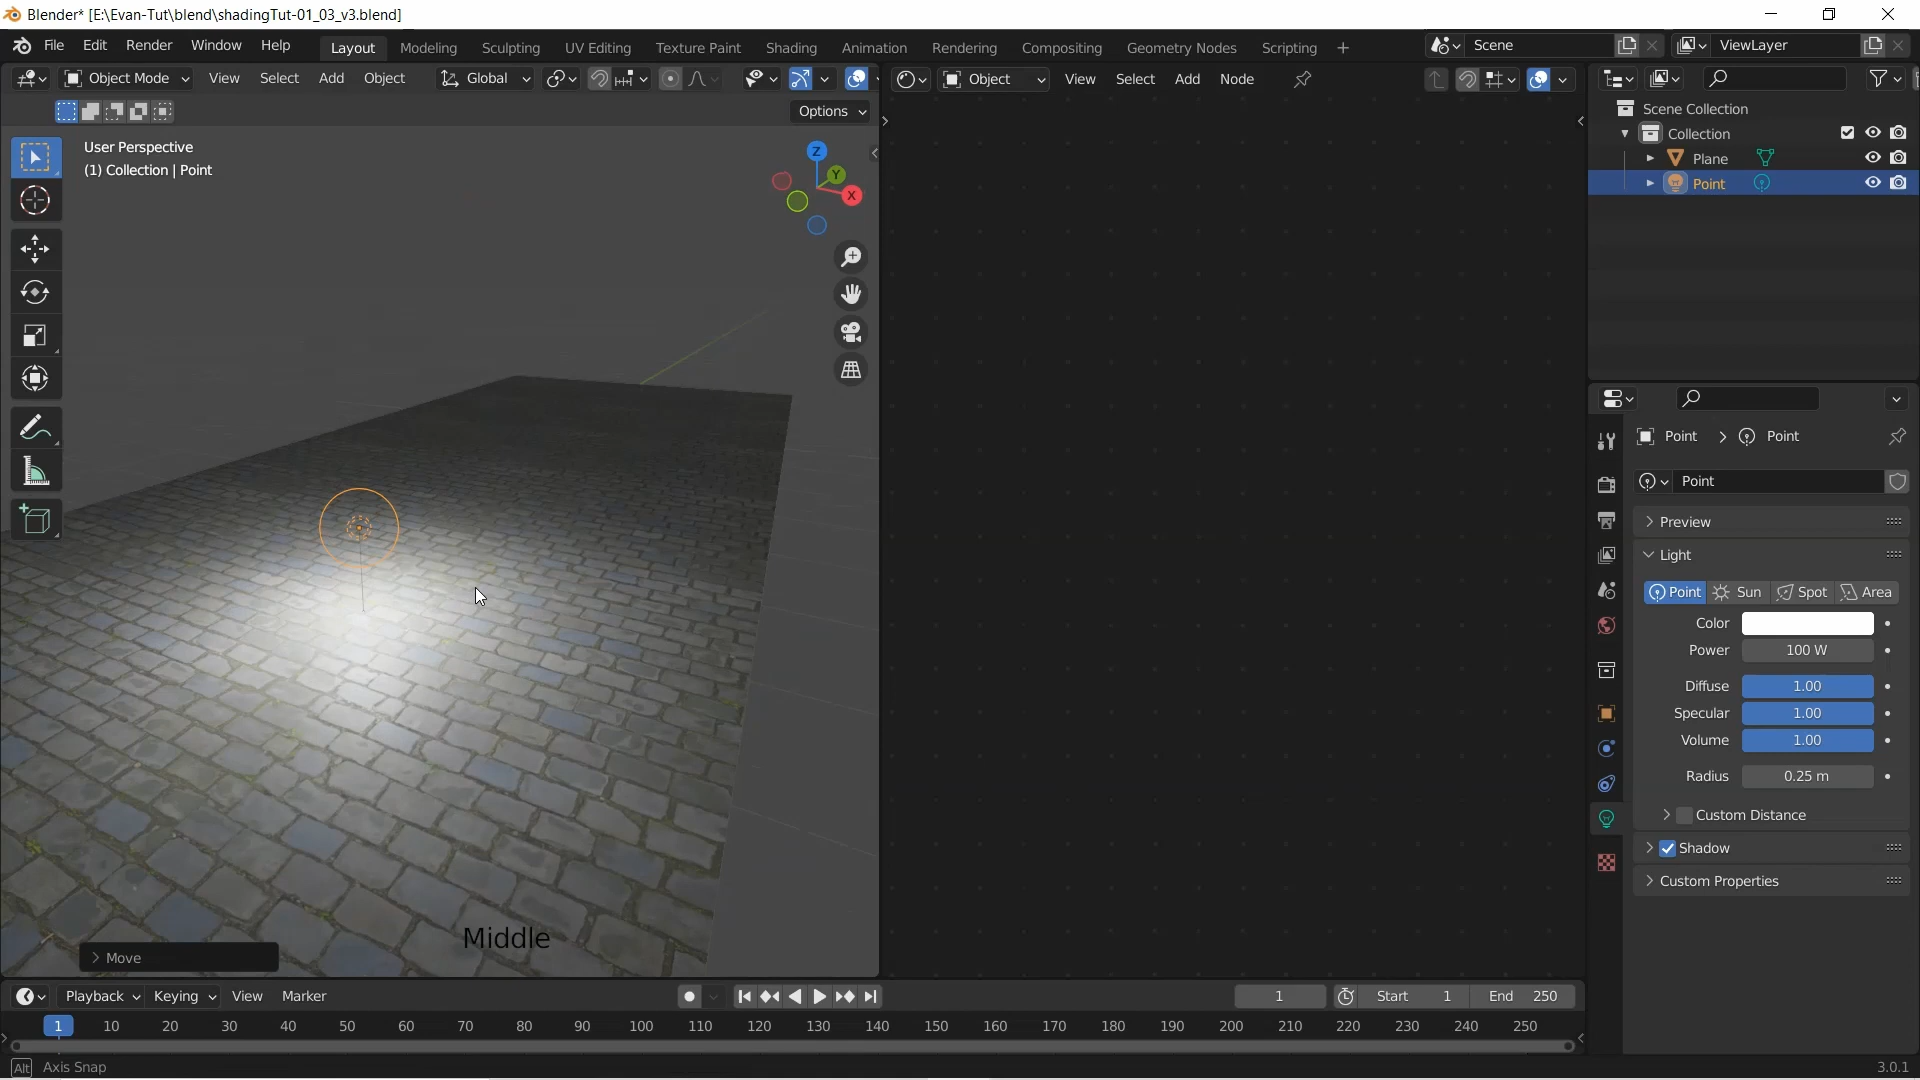 Blender* [E:\Evan-Tut\blend\shadingTut-01_03_v3.blend]
File Edit Render Window Help Layout Modeling Sculpting UV Editing Texture Paint Shading Animation Rendering Compositing Geometry Nodes Scripting + Scene ViewLayer
Object Mode View Select Add Object Global Object View Select Add Node
Options
User Perspective
(1) Collection | Point
Z
Y
X
Scene Collection
Collection
Plane
Point
Point Point
Point
Preview
Light
Point Sun Spot Area
Color
Power 100 W
Diffuse 1.00
Specular 1.00
Volume 1.00
Radius 0.25 m
Custom Distance
Shadow
Custom Properties
Middle
Move
Playback Keying View Marker 1 Start 1 End 250
1 10 20 30 40 50 60 70 80 90 100 110 120 130 140 150 160 170 180 190 200 210 220 230 240 250
Alt Axis Snap 3.0.1